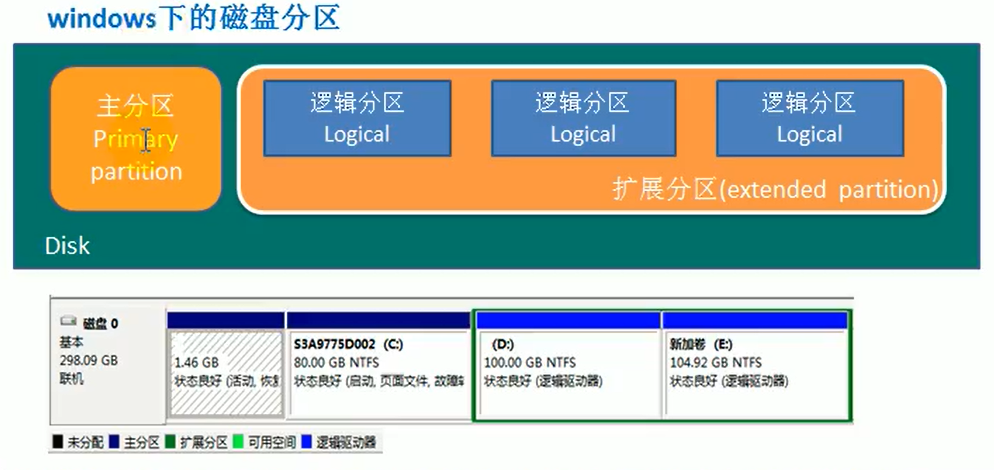 windows下的磁盘分区
主分区
Primary
partition
逻辑分区
Logical
逻辑分区
Logical
逻辑分区
Logical
扩展分区(extended partition)
Disk
磁盘 0
基本
298.09 GB
联机
1.46 GB
状态良好 (活动, 恢
S3A9775D002 (C:)
80.00 GB NTFS
状态良好 (启动, 页面文件, 故障
(D:)
100.00 GB NTFS
状态良好 (逻辑驱动器)
新加卷 (E:)
104.92 GB NTFS
状态良好 (逻辑驱动器)
未分配 主分区 扩展分区 可用空间 逻辑驱动器